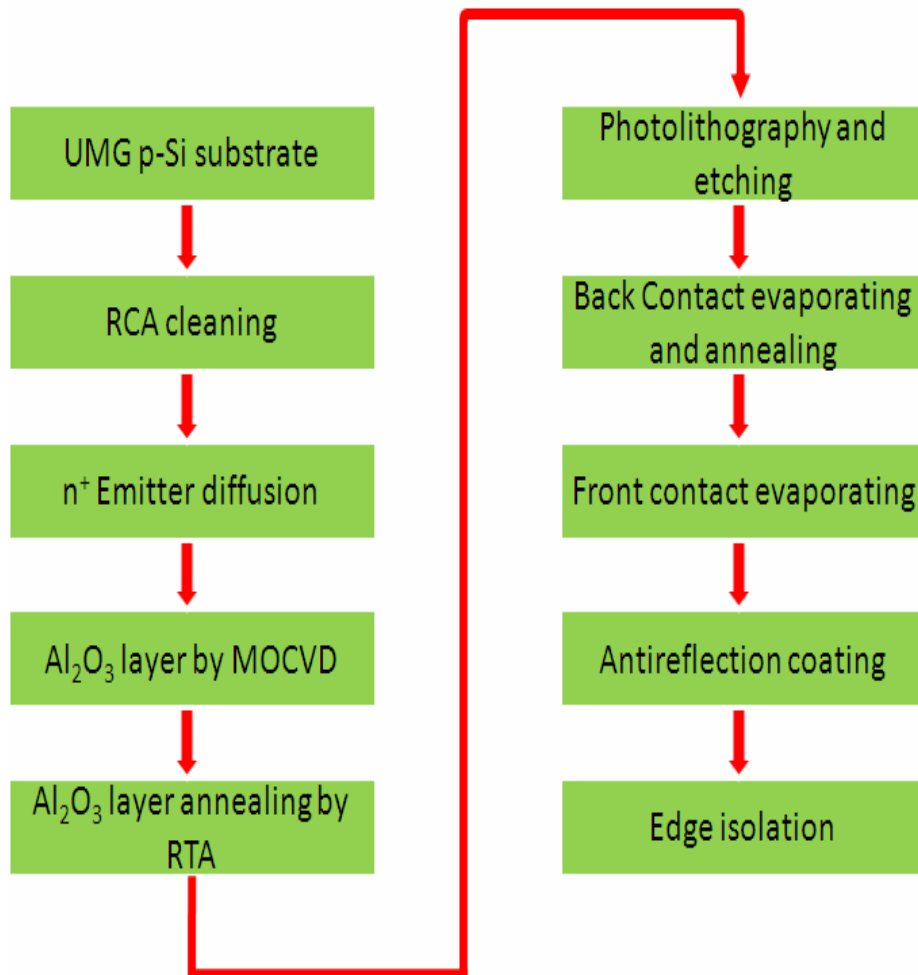 UMG p-Si substrate
RCA cleaning
n⁺ Emitter diffusion
Al₂O₃ layer by MOCVD
Al₂O₃ layer annealing by
RTA
Photolithography and
etching
Back Contact evaporating
and annealing
Front contact evaporating
Antireflection coating
Edge isolation